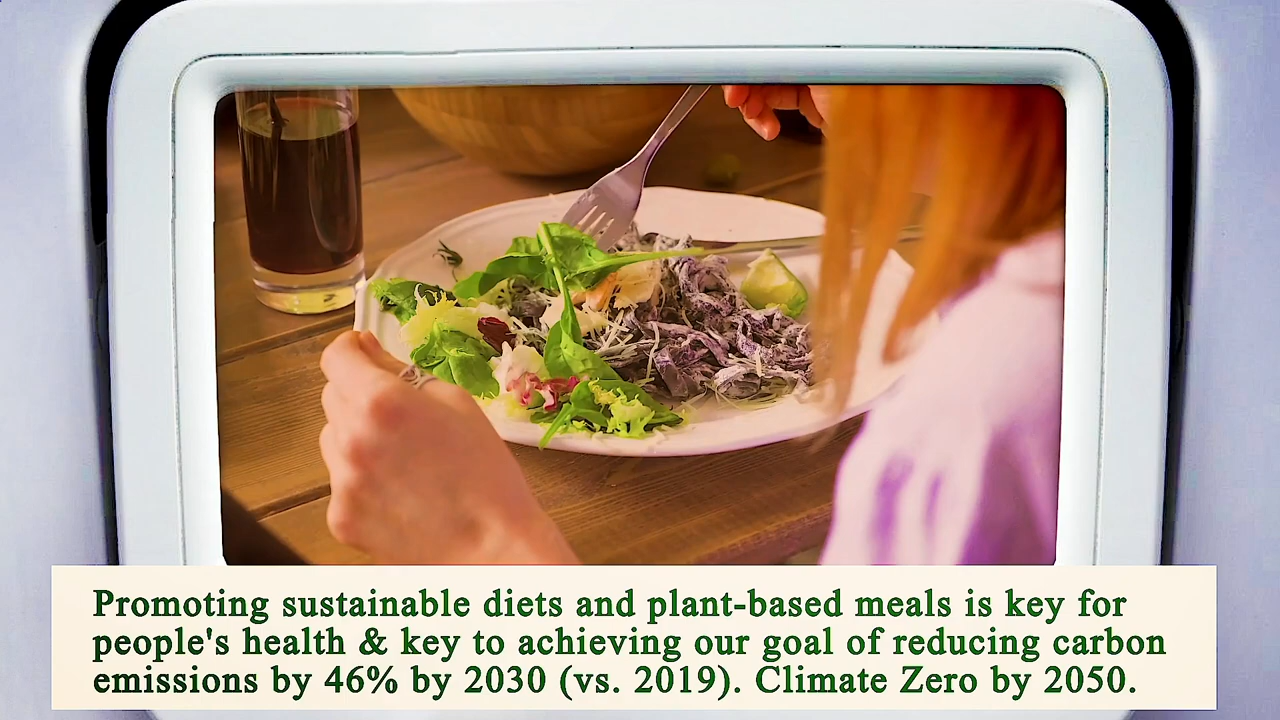 Promoting sustainable diets and plant-based meals is key for
people's health & key to achieving our goal of reducing carbon
emissions by 46% by 2030 (vs. 2019). Climate Zero by 2050.